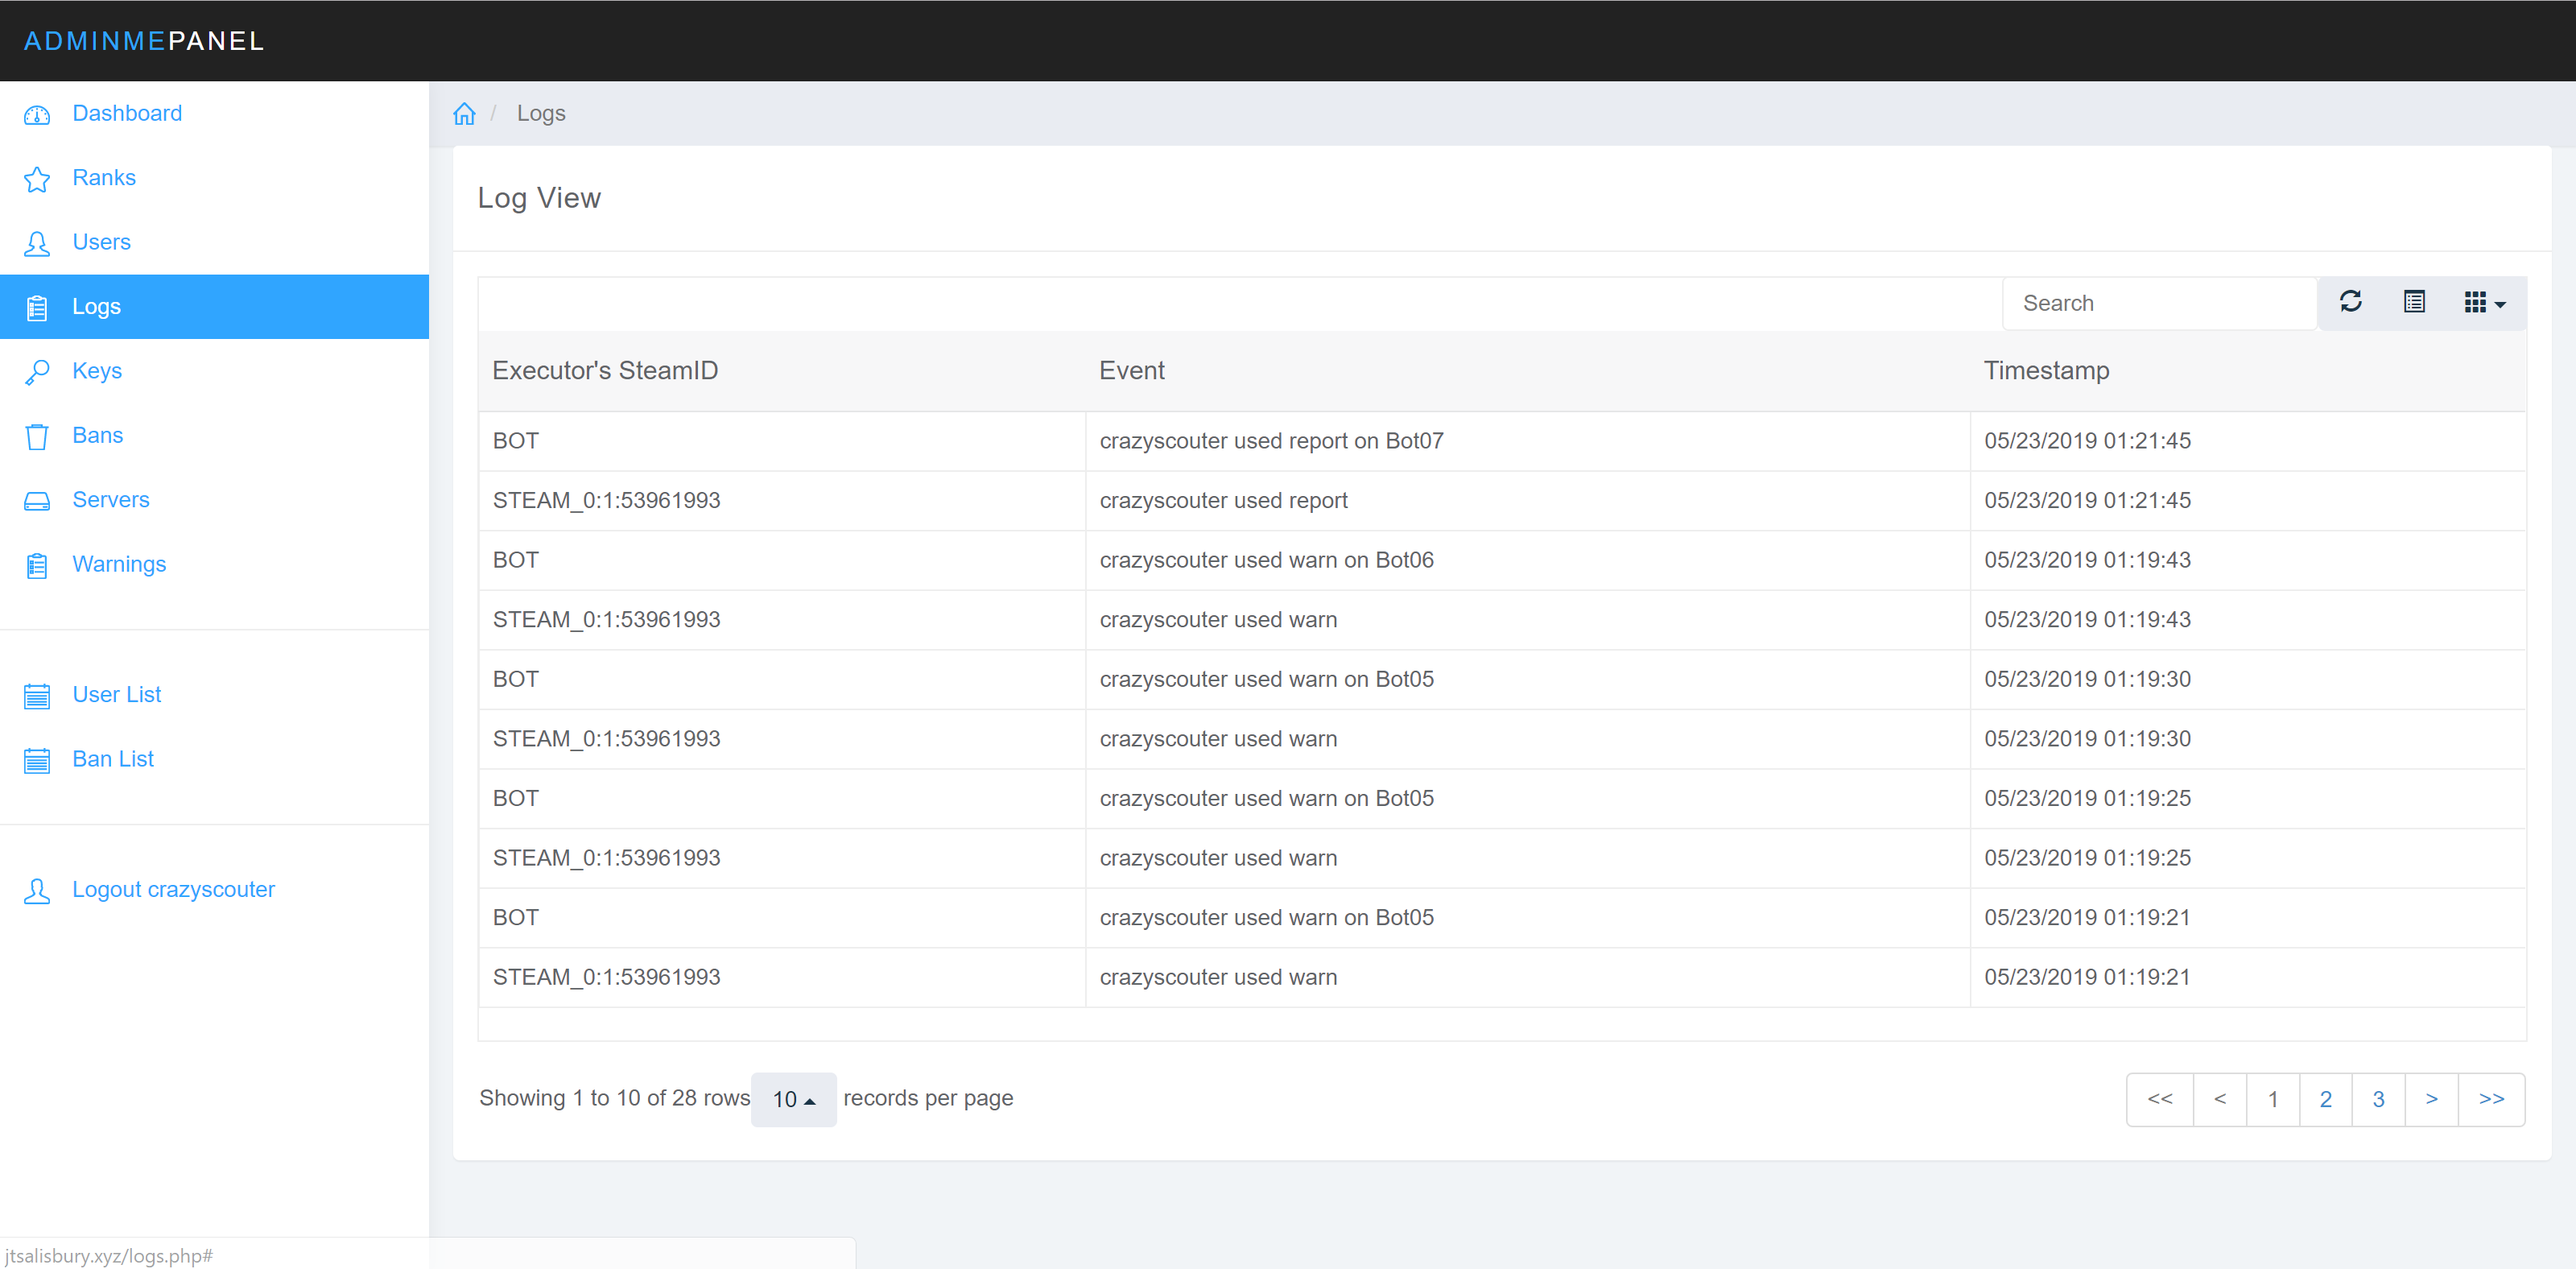 ADMINMEPANEL
Dashboard
Ranks
Users
Logs
Keys
Bans
Servers
Warnings
User List
Ban List
Logout crazyscouter
/ Logs
Log View
Search
Executor's SteamID Event Timestamp
BOT crazyscouter used report on Bot07 05/23/2019 01:21:45
STEAM_0:1:53961993 crazyscouter used report 05/23/2019 01:21:45
BOT crazyscouter used warn on Bot06 05/23/2019 01:19:43
STEAM_0:1:53961993 crazyscouter used warn 05/23/2019 01:19:43
BOT crazyscouter used warn on Bot05 05/23/2019 01:19:30
STEAM_0:1:53961993 crazyscouter used warn 05/23/2019 01:19:30
BOT crazyscouter used warn on Bot05 05/23/2019 01:19:25
STEAM_0:1:53961993 crazyscouter used warn 05/23/2019 01:19:25
BOT crazyscouter used warn on Bot05 05/23/2019 01:19:21
STEAM_0:1:53961993 crazyscouter used warn 05/23/2019 01:19:21
Showing 1 to 10 of 28 rows 10 records per page
<< < 1 2 3 > >>
jtsalisbury.xyz/logs.php#